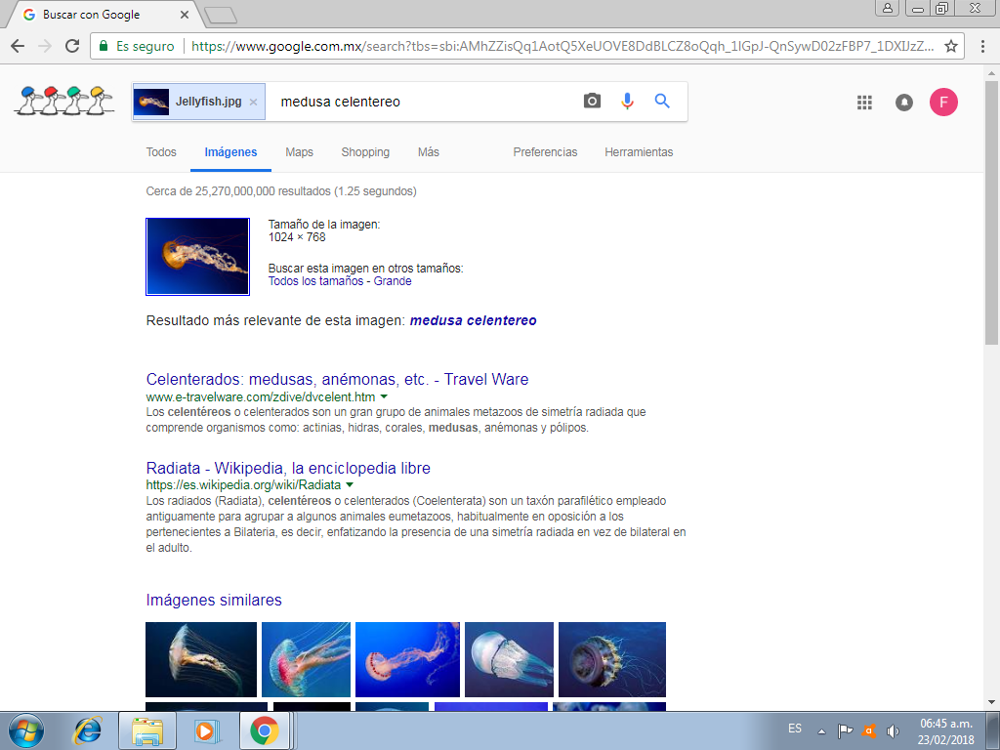 Buscar con Google
Es seguro
https://www.google.com.mx/search?tbs=sbi:AMhZZisQq1AotQ5XeUOVE8DdBLCZ8oQqh_1lGpJ-QnSywD02zFBP7_1DXIJzZ...
Jellyfish.jpg
medusa celentereo
F
Todos Imágenes Maps Shopping Más Preferencias Herramientas
Cerca de 25,270,000,000 resultados (1.25 segundos)
Tamaño de la imagen:
1024 × 768
Buscar esta imagen en otros tamaños:
Todos los tamaños - Grande
Resultado más relevante de esta imagen: medusa celentereo
Celenterados: medusas, anémonas, etc. - Travel Ware
www.e-travelware.com/zdive/dvcelent.htm
Los celentéreos o celenterados son un gran grupo de animales metazoos de simetría radiada que
comprende organismos como: actinias, hidras, corales, medusas, anémonas y pólipos.
Radiata - Wikipedia, la enciclopedia libre
https://es.wikipedia.org/wiki/Radiata
Los radiados (Radiata), celentéreos o celenterados (Coelenterata) son un taxón parafilético empleado
antiguamente para agrupar a algunos animales eumetazoos, habitualmente en oposición a los
pertenecientes a Bilateria, es decir, enfatizando la presencia de una simetría radiada en vez de bilateral en
el adulto.
Imágenes similares
ES
06:45 a.m.
23/02/2018